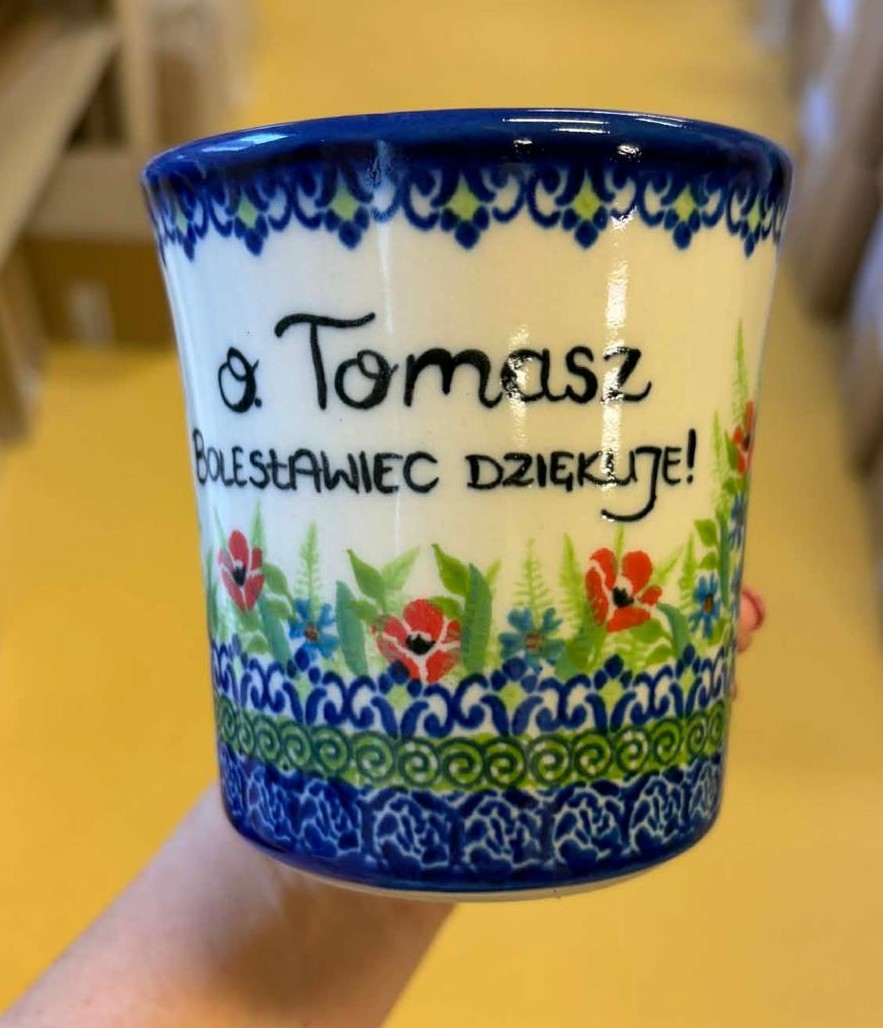 o. Tomasz
BOLESŁAWIEC DZIĘKUJE!